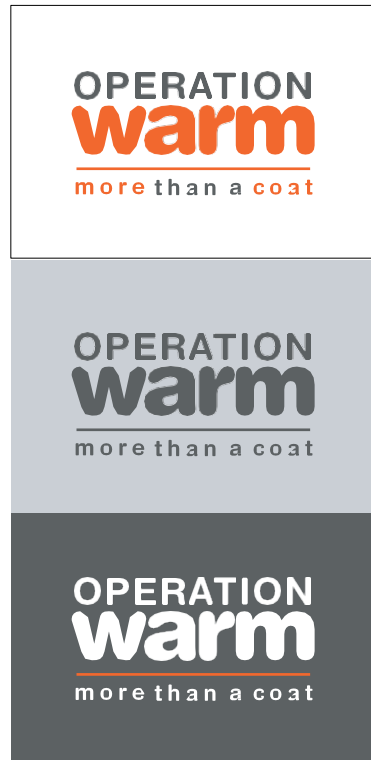 OPERATION
warm
more than a coat
OPERATION
warm
more than a coat
OPERATION
warm
more than a coat